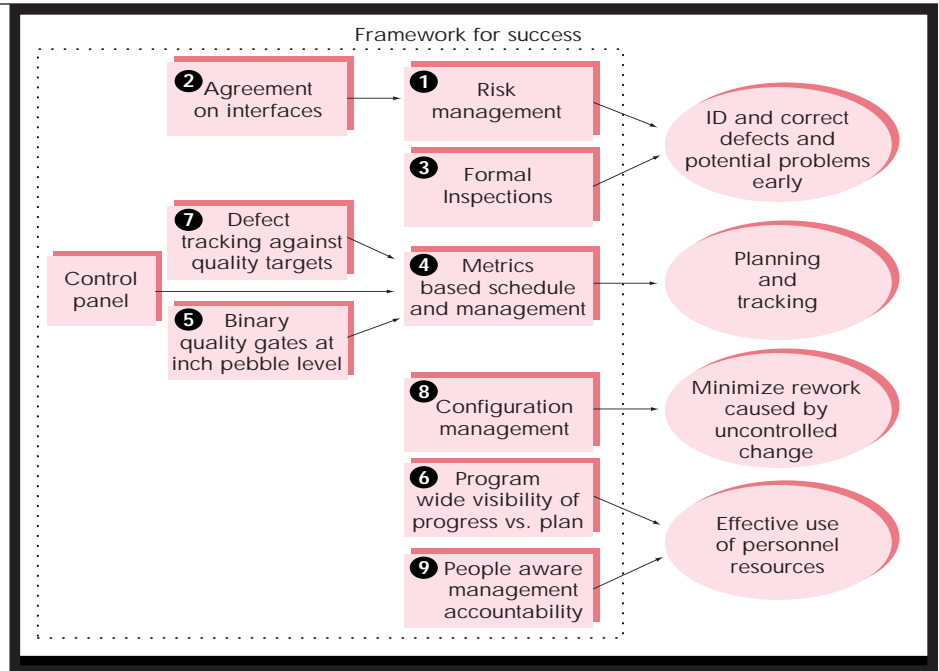 Framework for success
2 Agreement
on interfaces
1 Risk
management
3 Formal
Inspections
ID and correct
defects and
potential problems
early
7 Defect
tracking against
quality targets
Control
panel
5 Binary
quality gates at
inch pebble level
4 Metrics
based schedule
and management
Planning
and
tracking
8 Configuration
management
Minimize rework
caused by
uncontrolled
change
6 Program
wide visibility of
progress vs. plan
9 People aware
management
accountability
Effective use
of personnel
resources